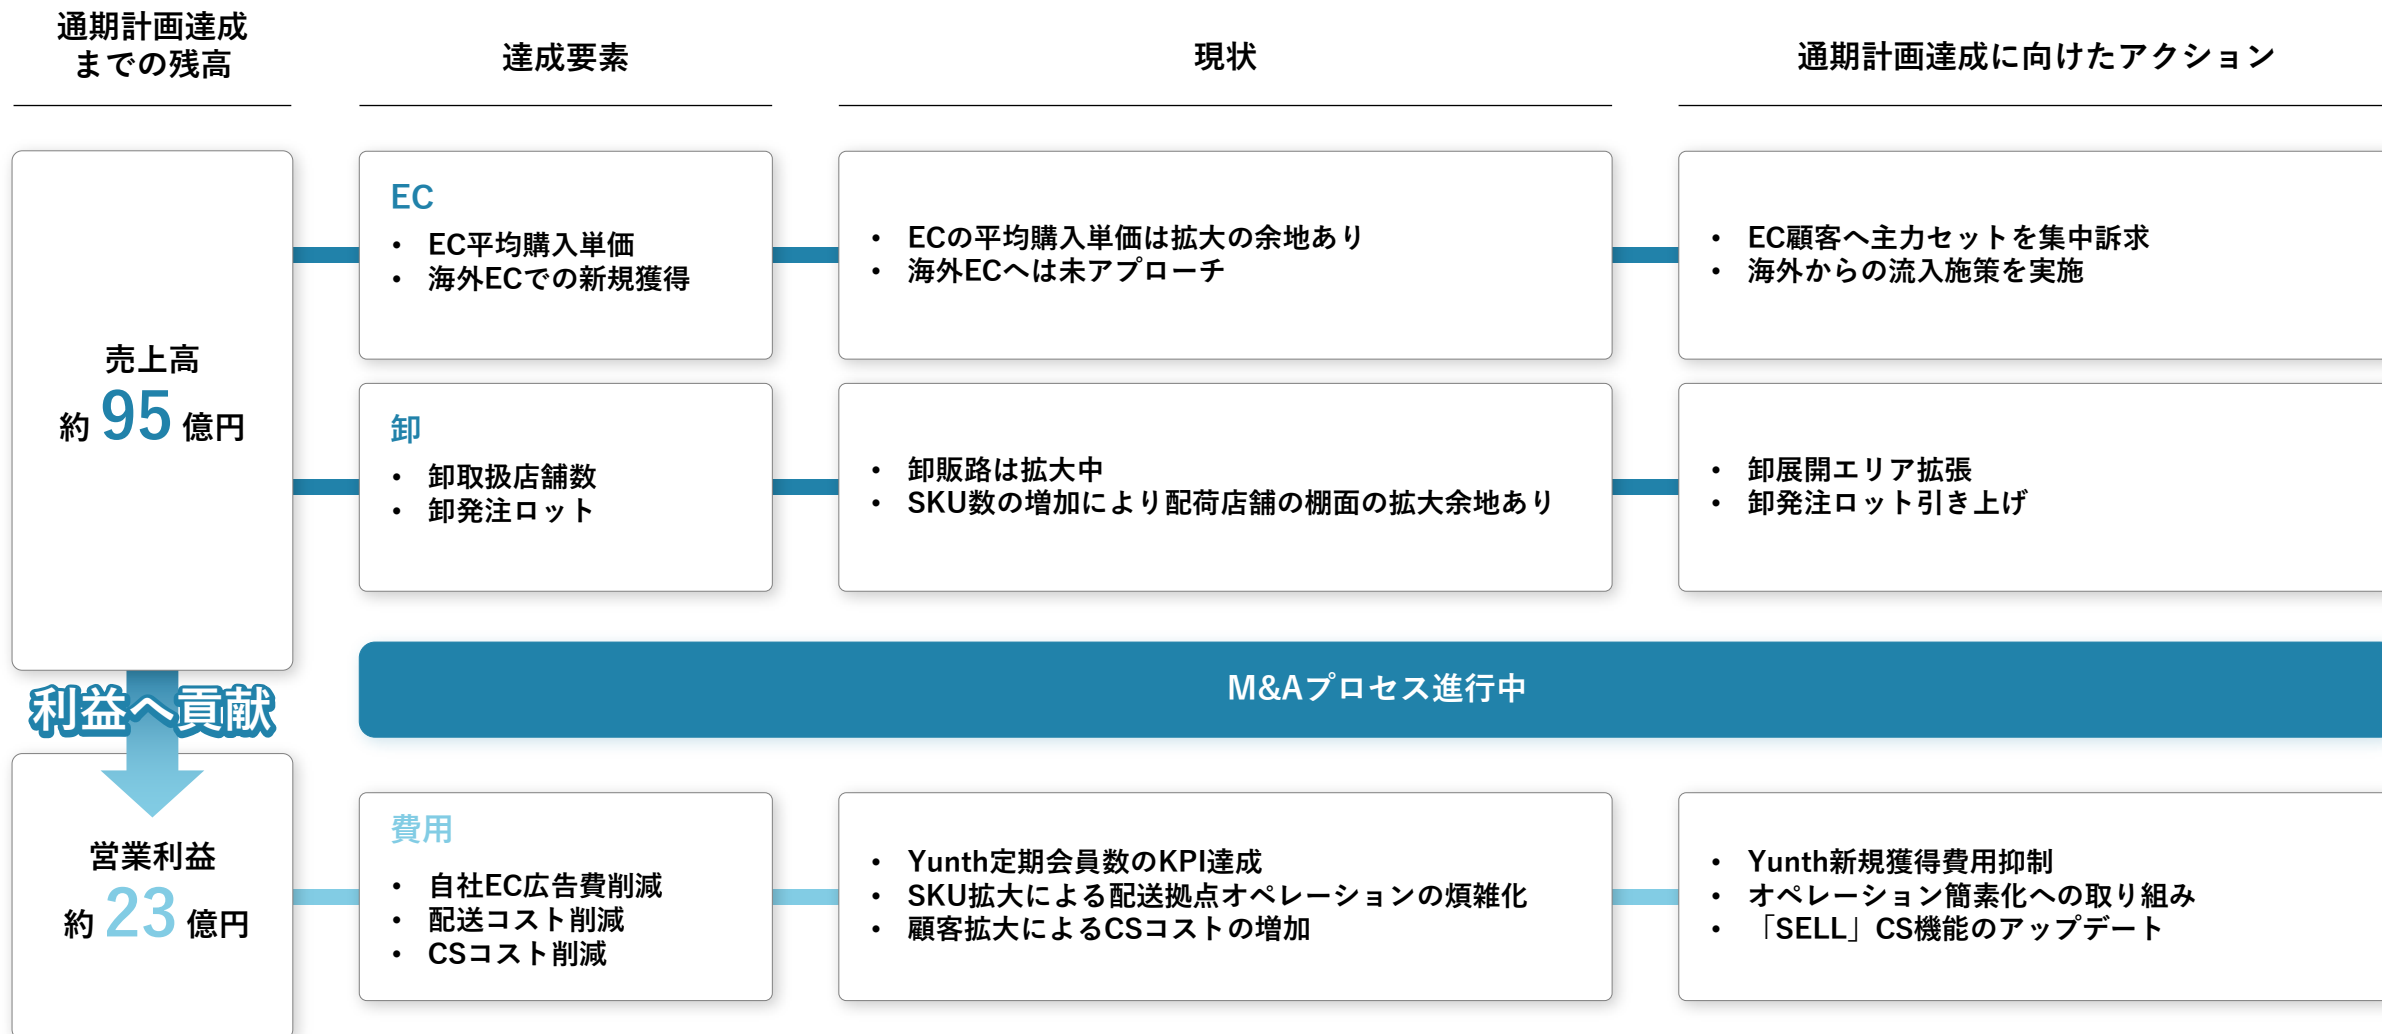 通期計画達成
までの残高
達成要素
現状
通期計画達成に向けたアクション
売上高
約 95 億円
EC
• EC平均購入単価
• 海外ECでの新規獲得
• ECの平均購入単価は拡大の余地あり
• 海外ECへは未アプローチ
• EC顧客へ主力セットを集中訴求
• 海外からの流入施策を実施
卸
• 卸取扱店舗数
• 卸発注ロット
• 卸販路は拡大中
• SKU数の増加により配荷店舗の棚面の拡大余地あり
• 卸展開エリア拡張
• 卸発注ロット引き上げ
M&Aプロセス進行中
利益へ貢献
営業利益
約 23 億円
費用
• 自社EC広告費削減
• 配送コスト削減
• CSコスト削減
• Yunth定期会員数のKPI達成
• SKU拡大による配送拠点オペレーションの煩雑化
• 顧客拡大によるCSコストの増加
• Yunth新規獲得費用抑制
• オペレーション簡素化への取り組み
• 「SELL」CS機能のアップデート